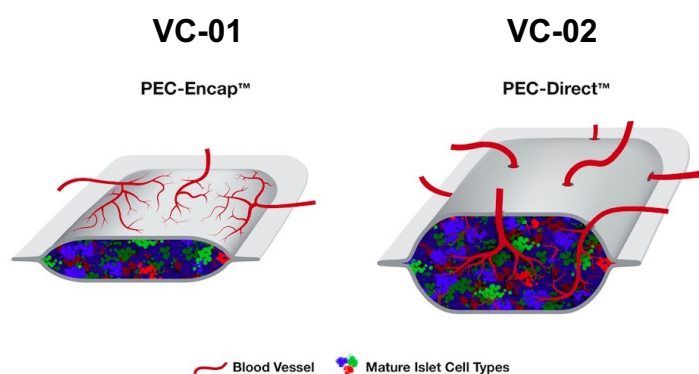 VC-01
VC-02
PEC-Encap™
PEC-Direct™
Blood Vessel
Mature Islet Cell Types